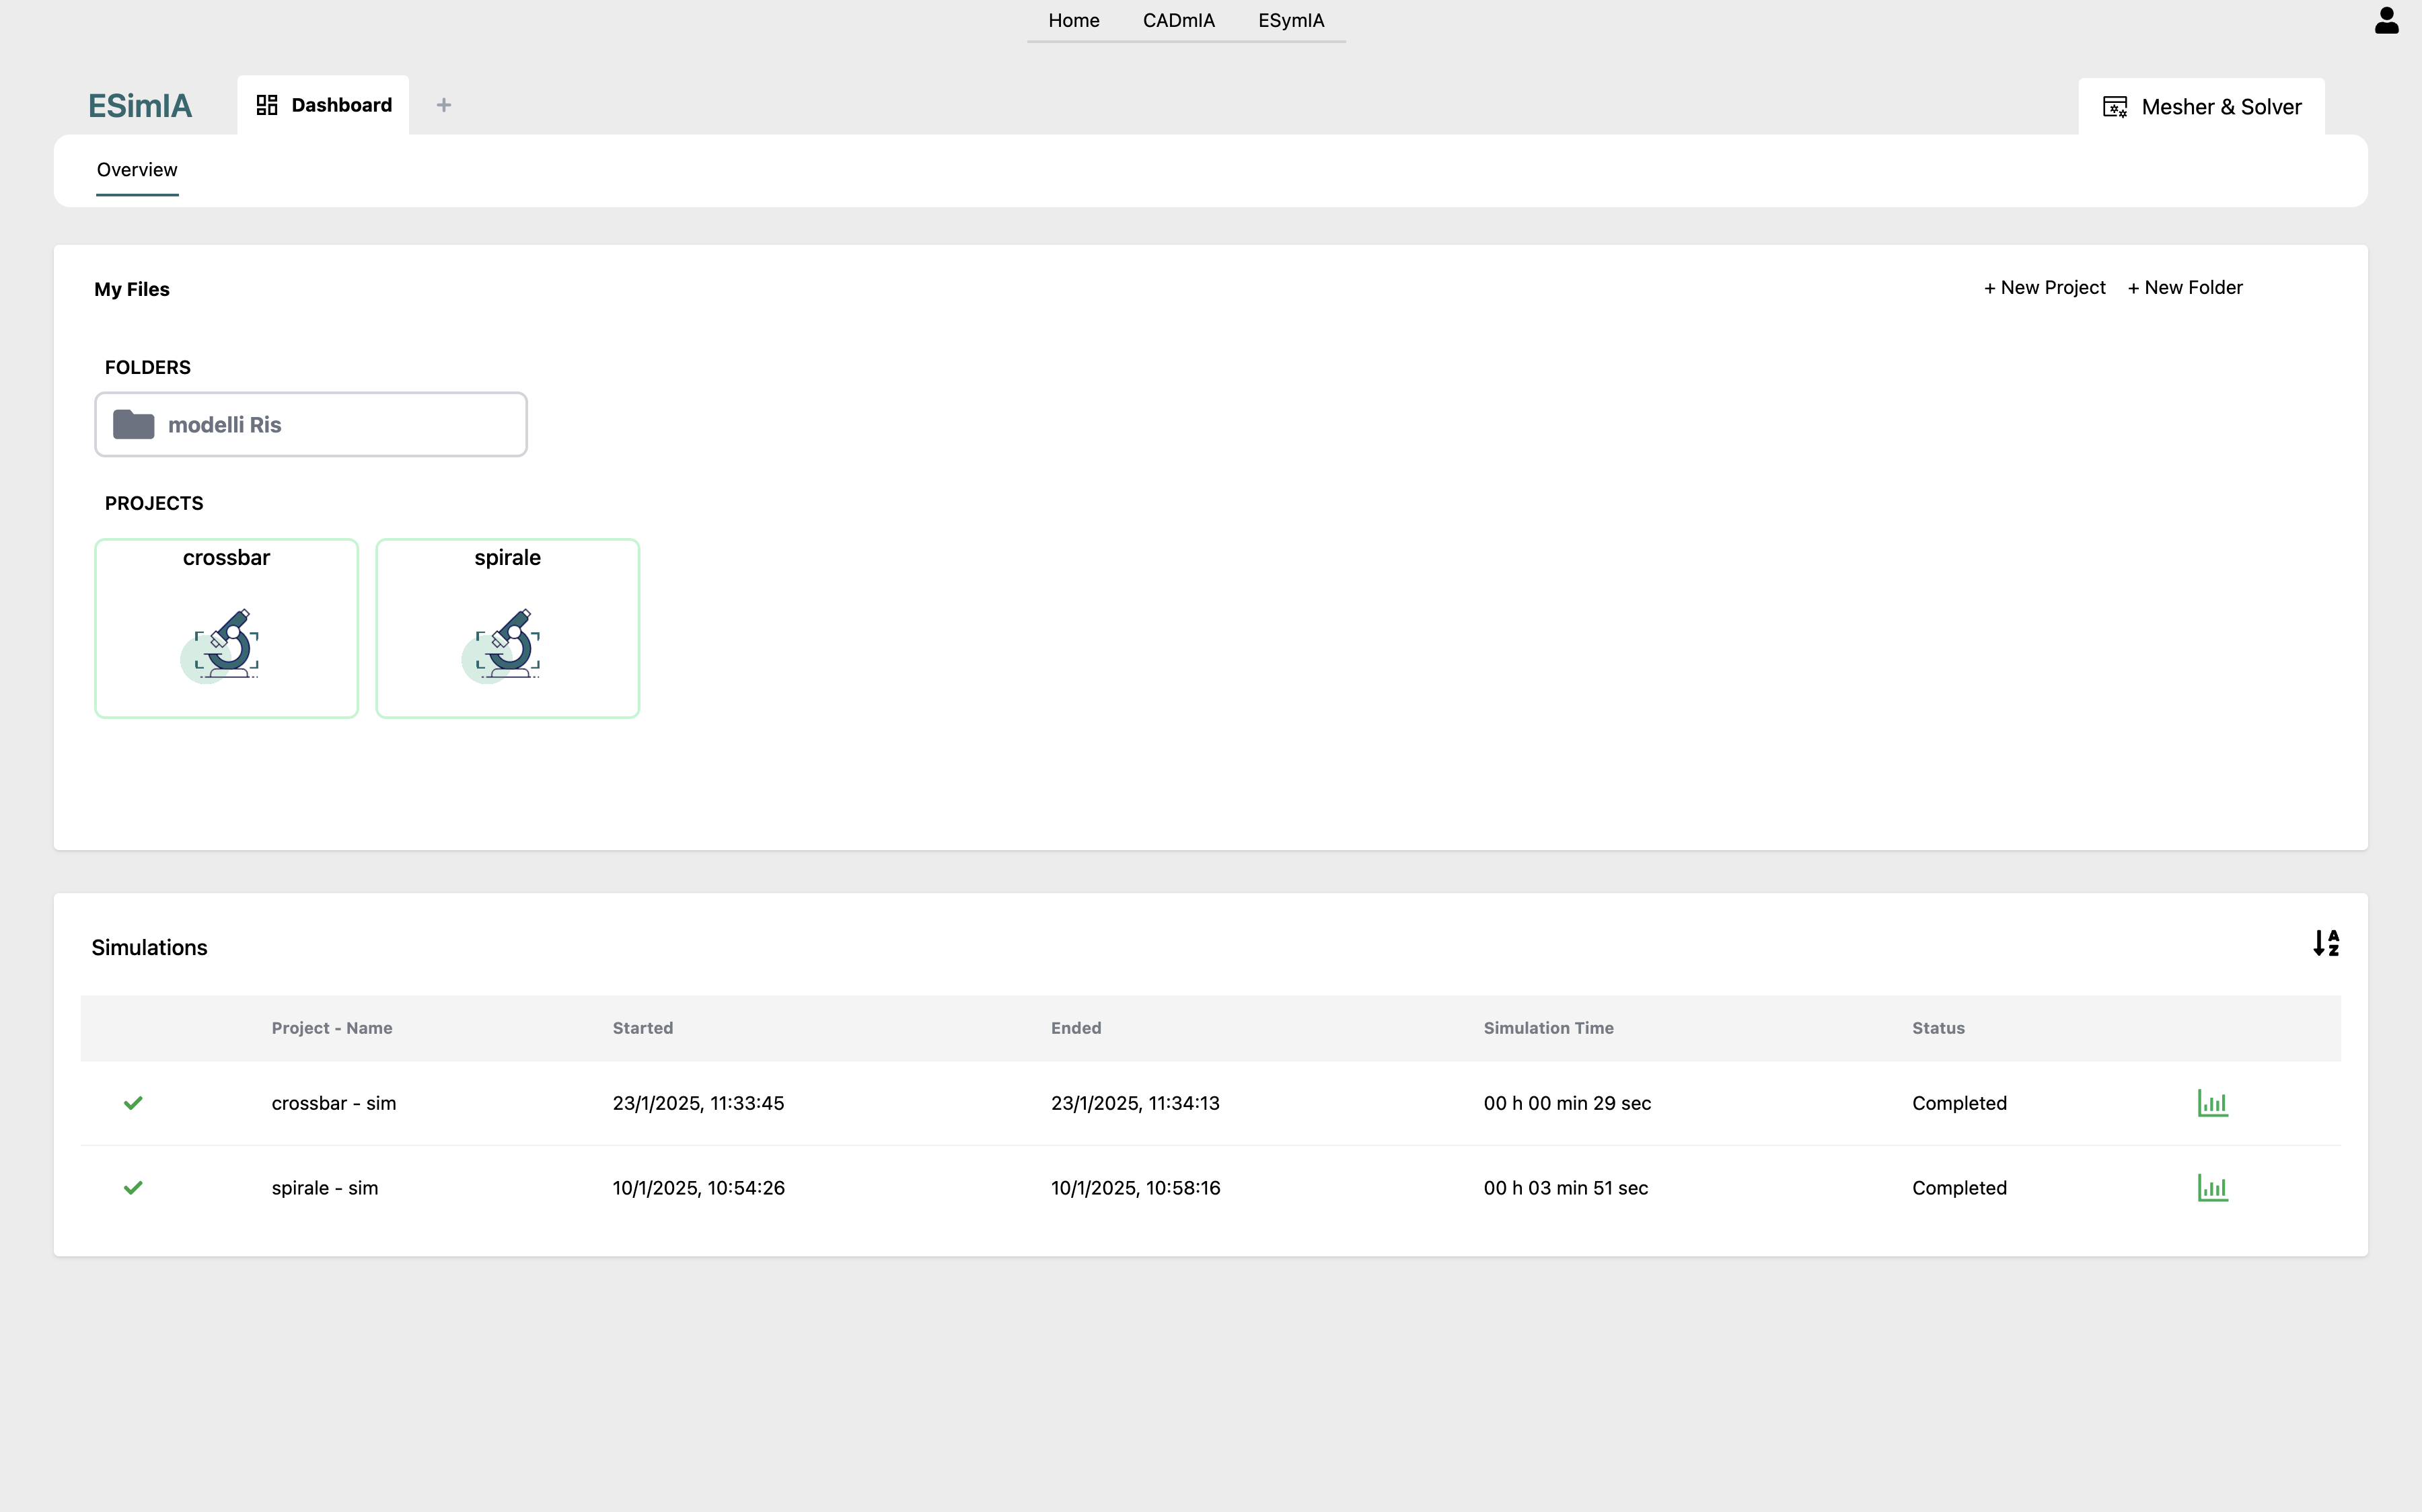 Home CADmIA ESymIA
ESimIA Dashboard + Mesher & Solver
Overview
My Files + New Project + New Folder
FOLDERS
modelli Ris
PROJECTS
crossbar spirale
Simulations A Z
Project - Name Started Ended Simulation Time Status
crossbar - sim 23/1/2025, 11:33:45 23/1/2025, 11:34:13 00 h 00 min 29 sec Completed
spirale - sim 10/1/2025, 10:54:26 10/1/2025, 10:58:16 00 h 03 min 51 sec Completed